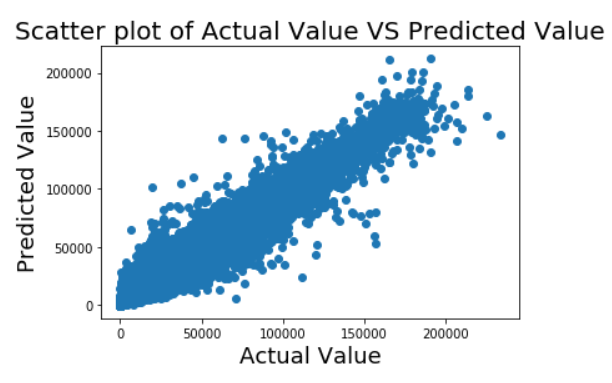 Scatter plot of Actual Value VS Predicted Value
200000
150000
100000
50000
0
Predicted Value
0 50000 100000 150000 200000
Actual Value